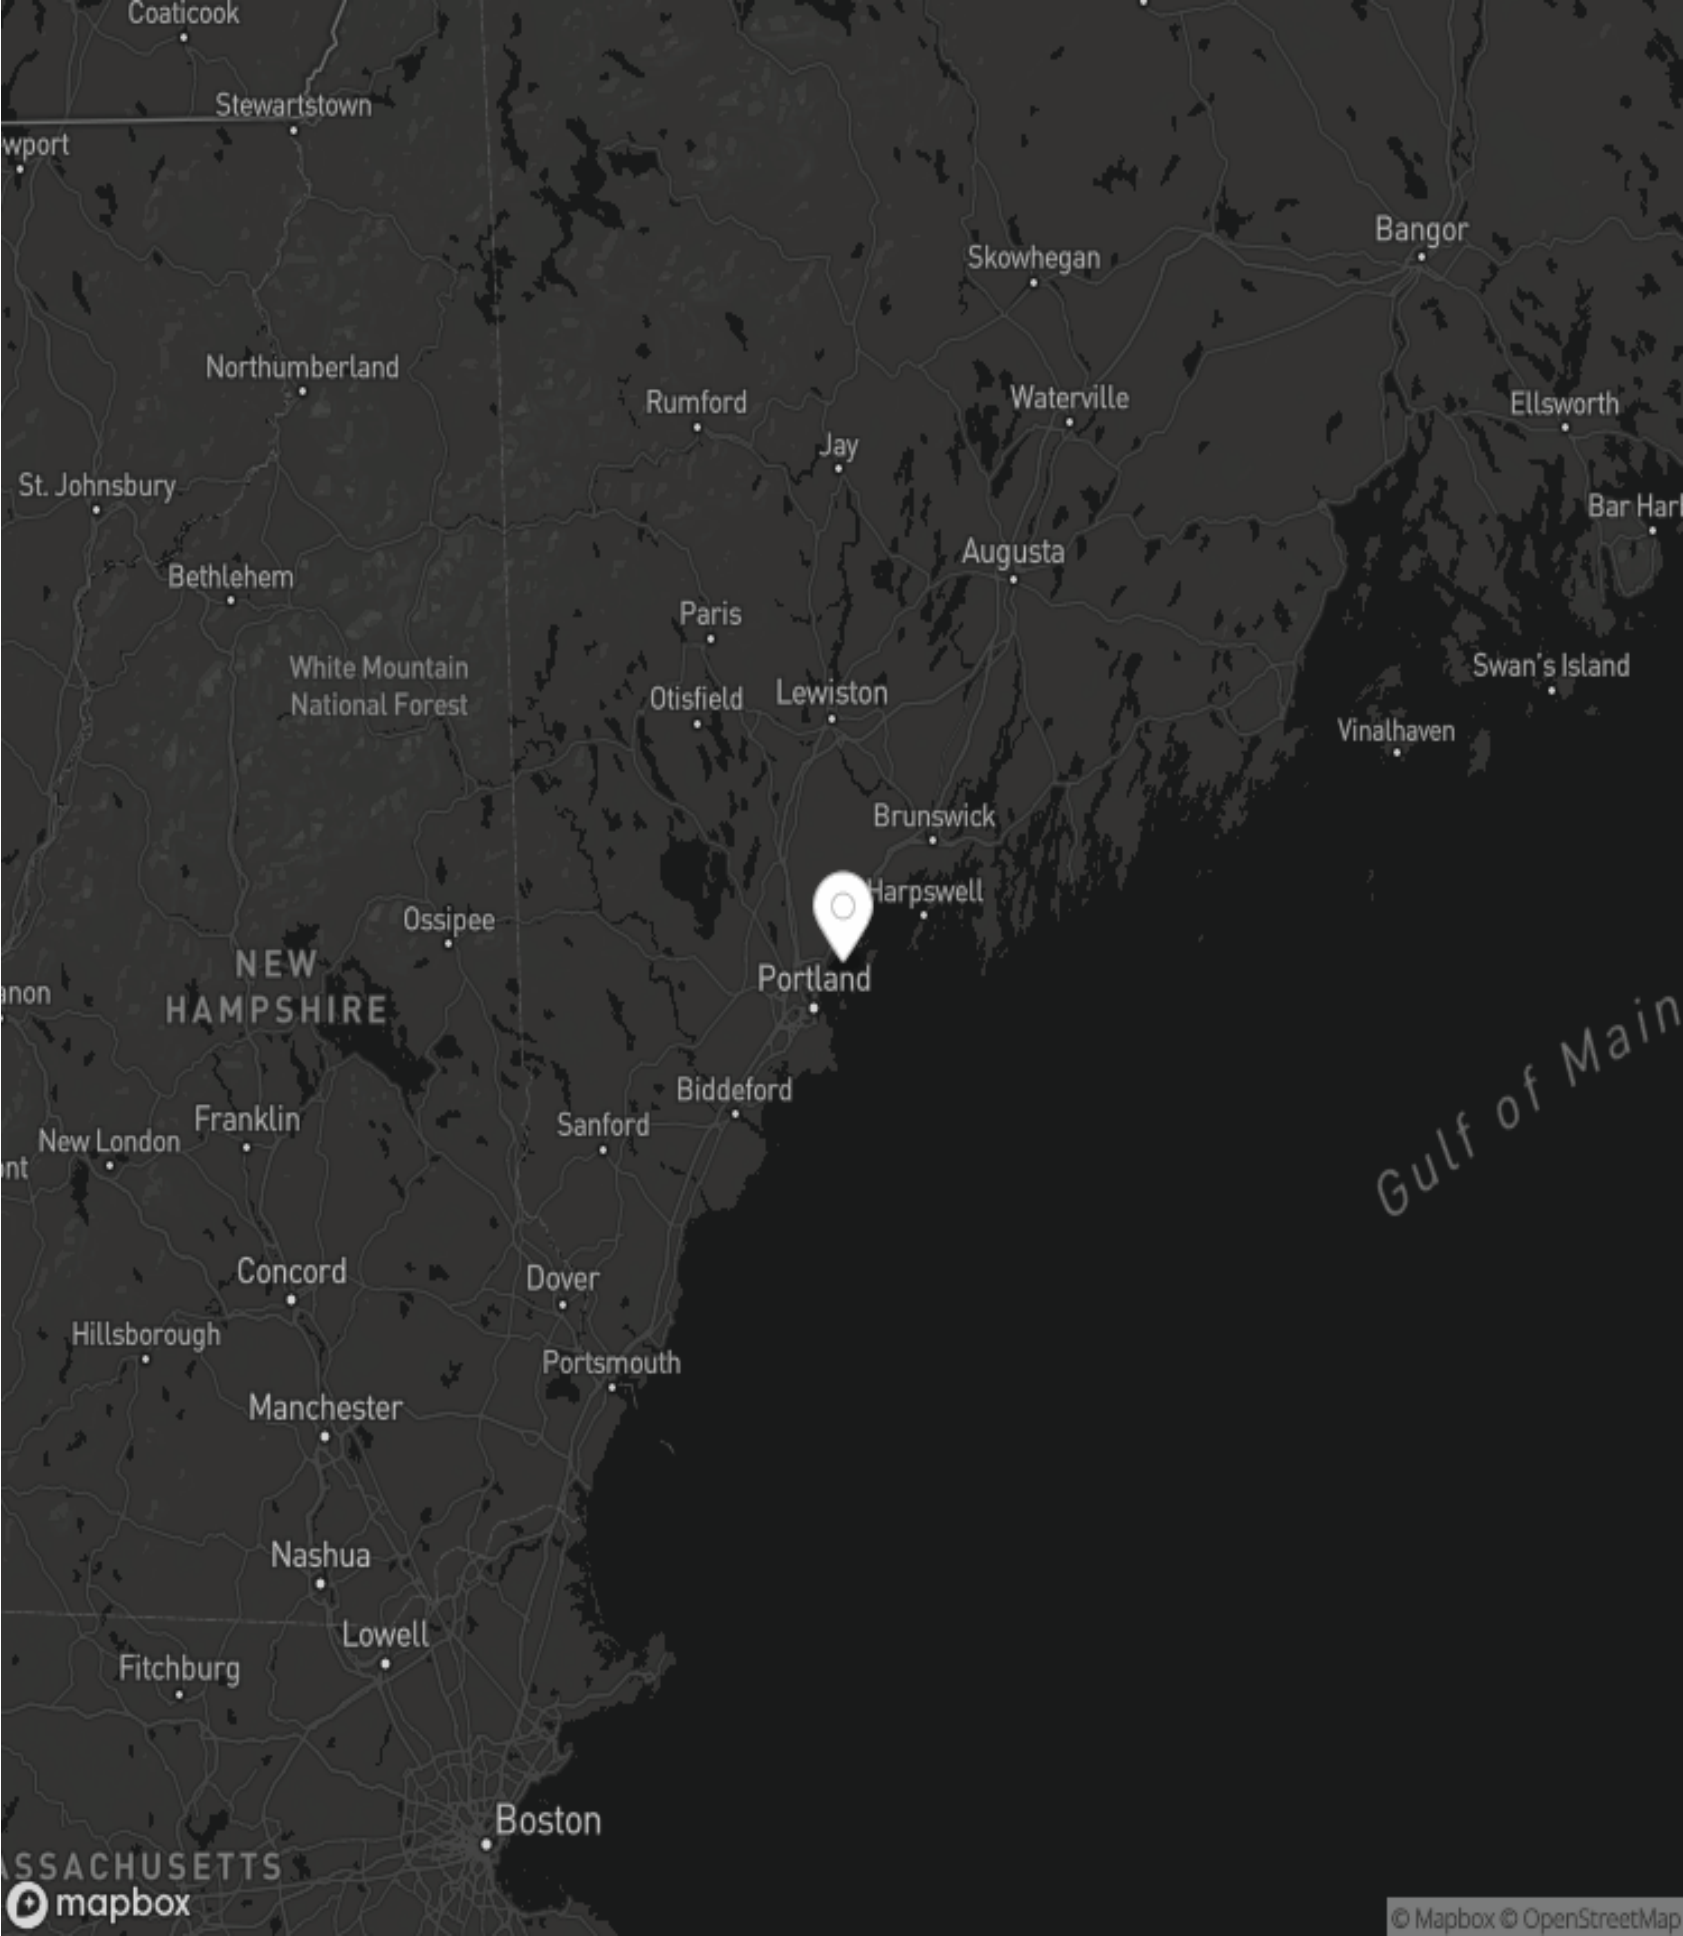 Coaticook
Stewartstown
wport
Bangor
Skowhegan
Northumberland
Rumford
Waterville
Ellsworth
Jay
St. Johnsbury
Bar Harl
Augusta
Bethlehem
Paris
White Mountain
National Forest
Swan's Island
Otisfield
Lewiston
Vinalhaven
Brunswick
Harpswell
Ossipee
NEW
HAMPSHIRE
Portland
anon
Gulf of Main
Biddeford
Franklin
Sanford
New London
ont
Concord
Dover
Hillsborough
Portsmouth
Manchester
Nashua
Lowell
Fitchburg
Boston
ASSACHUSETTS
mapbox
© Mapbox © OpenStreetMap